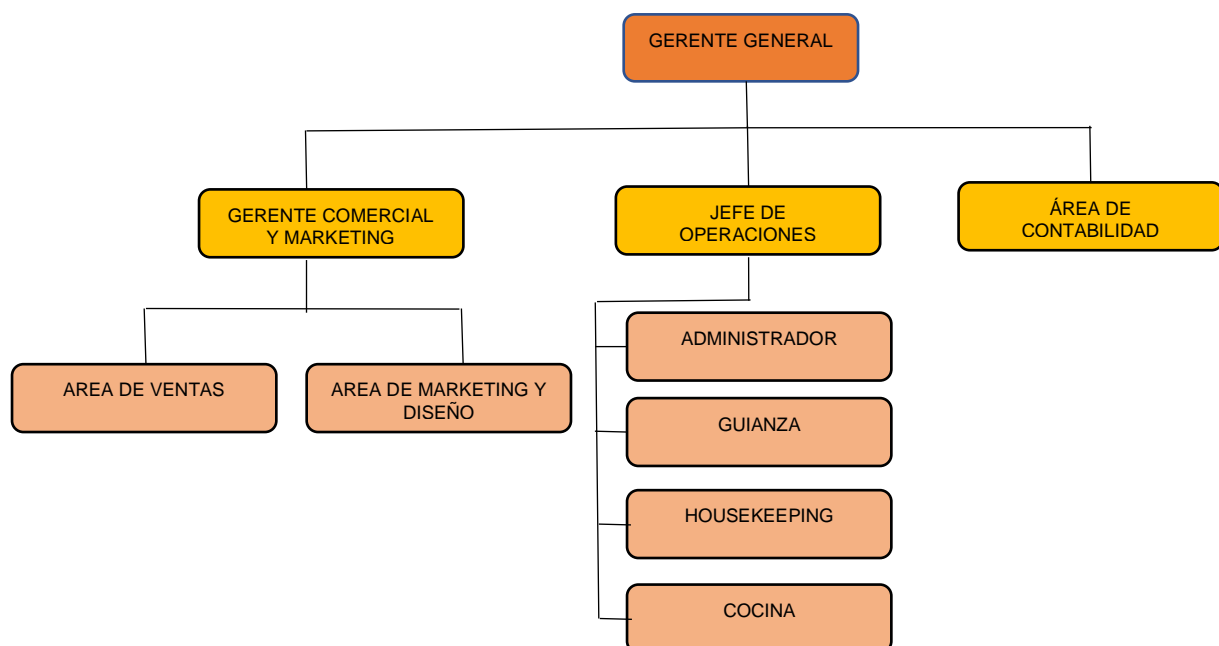 GERENTE GENERAL
GERENTE COMERCIAL
Y MARKETING
JEFE DE
OPERACIONES
ÁREA DE
CONTABILIDAD
AREA DE VENTAS
AREA DE MARKETING Y
DISEÑO
ADMINISTRADOR
GUIANZA
HOUSEKEEPING
COCINA